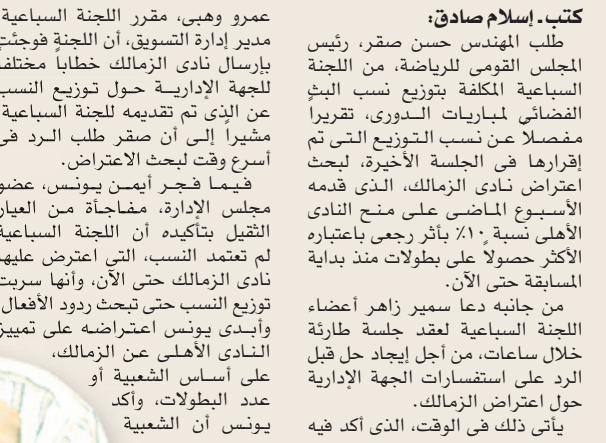 كتب ـ إسلام صادق:
طلب المهندس حسن صقر، رئيس
المجلس القومى للرياضة، من اللجنة
السباعية المكلفة بتوزيع نسب البث
الفضائى لمباريات الدورى، تقريراً
مفصلاً عن نسب التوزيع التى تم
إقرارها فى الجلسة الأخيرة، لبحث
اعتراض نادى الزمالك، الذى قدمه
الأسبوع الماضى على منح النادى
الأهلى نسبة ١٠٪ بأثر رجعى باعتباره
الأكثر حصولاً على بطولات منذ بداية
المسابقة حتى الآن.
من جانبه دعا سمير زاهر أعضاء
اللجنة السباعية لعقد جلسة طارئة
خلال ساعات، من أجل إيجاد حل قبل
الرد على استفسارات الجهة الإدارية
حول اعتراض الزمالك.
يأتى ذلك فى الوقت، الذى أكد فيه
عمرو وهبى، مقرر اللجنة السباعية
مدير إدارة التسويق، أن اللجنة فوجئت
بإرسال نادى الزمالك خطاباً مختلفا
للجهة الإدارية حول توزيع النسب
عن الذى تم تقديمه للجنة السباعية
مشيراً إلى أن صقر طلب الرد فى
أسرع وقت لبحث الاعتراض.
فيما فجر أيمن يونس، عضو
مجلس الإدارة، مفاجأة من العيار
الثقيل بتأكيده أن اللجنة السباعية
لم تعتمد النسب، التى اعترض عليها
نادى الزمالك حتى الآن، وأنها سربت
توزيع النسب حتى تبحث ردود الأفعال
وأبدى يونس اعتراضه على تمييز
النادى الأهلى عن الزمالك،
على أساس الشعبية أو
عدد البطولات، وأكد
يونس أن الشعبية